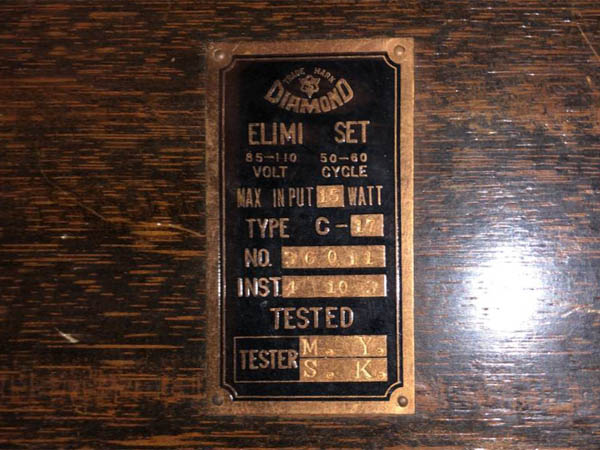 TRADE MARK
DIAMOND
ELIMI SET
85-110 50-60
VOLT CYCLE
MAX INPUT 15 WATT
TYPE C-17
NO.
INST 10
TESTED
TESTER M. Y.
S. K.